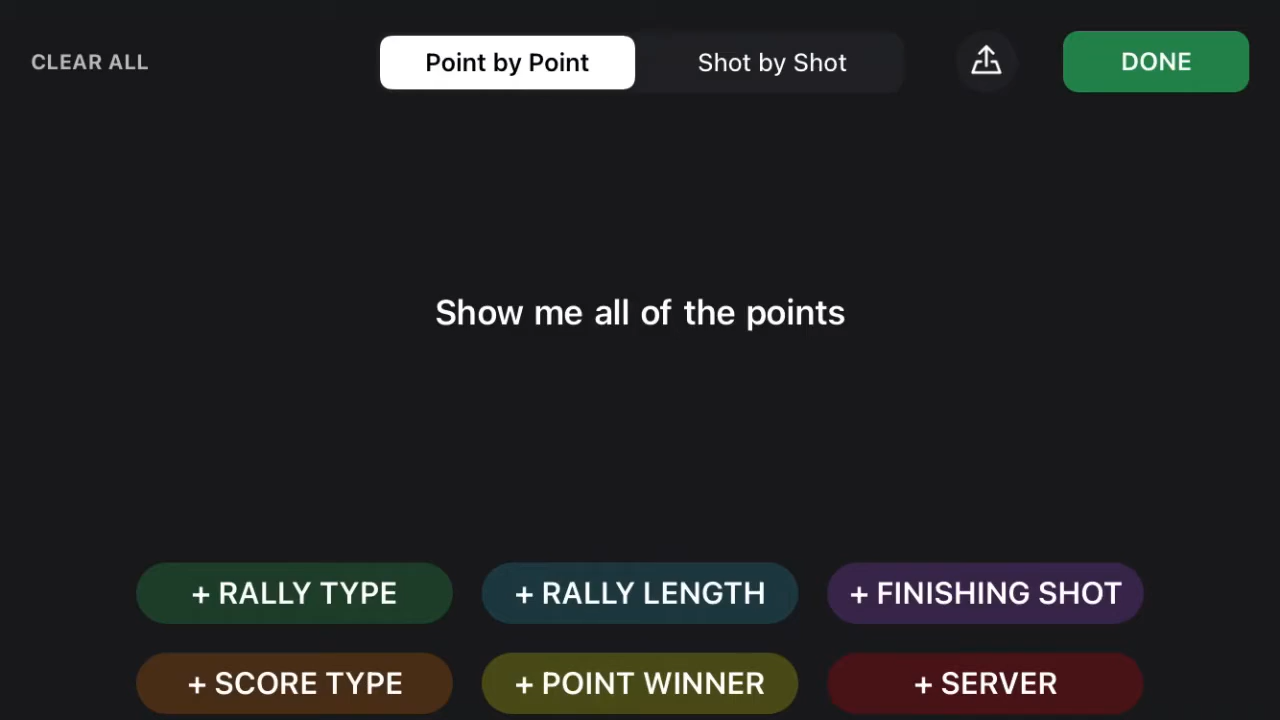 CLEAR ALL
Point by Point
Shot by Shot
DONE
Show me all of the points
+ RALLY TYPE
+ RALLY LENGTH
+ FINISHING SHOT
+ SCORE TYPE
+ POINT WINNER
+ SERVER